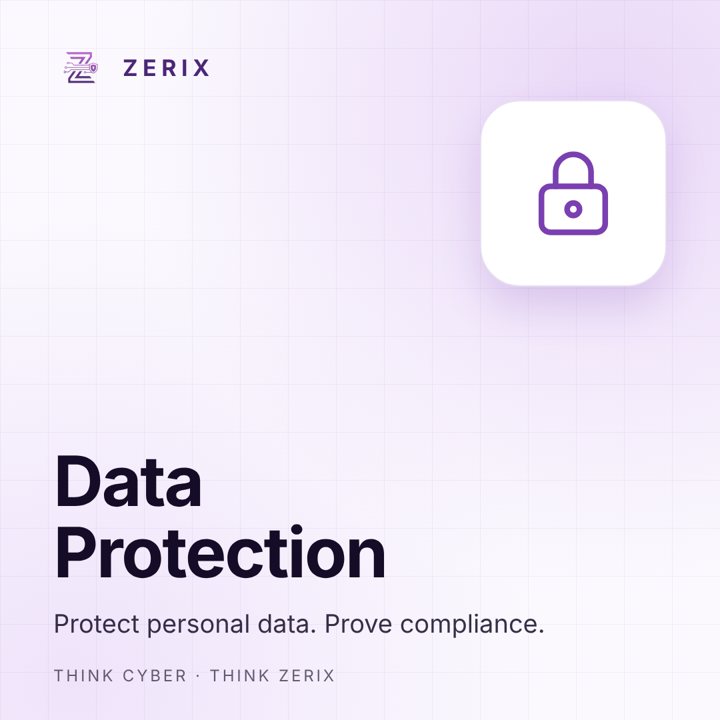 ZERIX
Data
Protection
Protect personal data. Prove compliance.
THINK CYBER · THINK ZERIX